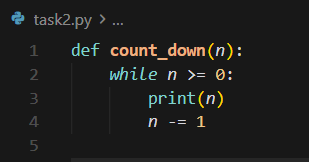 task2.py > ...
1 def count_down(n):
2     while n >= 0:
3         print(n)
4         n -= 1
5